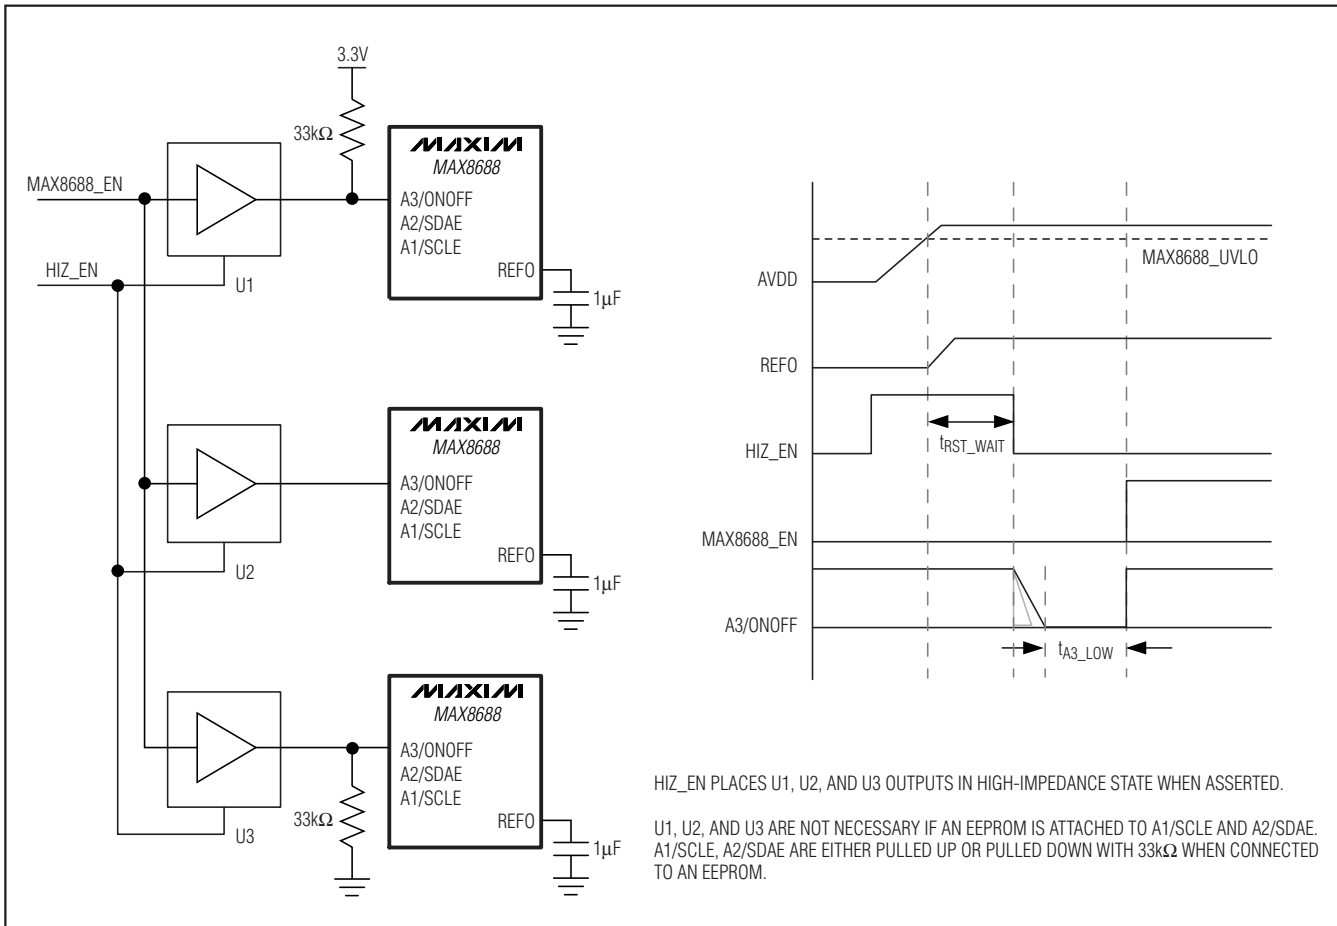 3.3V
33kΩ
MAXIM
MAX8688
MAX8688_EN
A3/ONOFF
A2/SDAE
A1/SCLE
HIZ_EN
REFO
U1
1μF
MAXIM
MAX8688
A3/ONOFF
A2/SDAE
A1/SCLE
REFO
U2
1μF
MAXIM
MAX8688
A3/ONOFF
A2/SDAE
A1/SCLE
33kΩ
REFO
U3
1μF
MAX8688_UVLO
AVDD
REFO
tRST_WAIT
HIZ_EN
MAX8688_EN
A3/ONOFF
tA3_LOW
HIZ_EN PLACES U1, U2, AND U3 OUTPUTS IN HIGH-IMPEDANCE STATE WHEN ASSERTED.
U1, U2, AND U3 ARE NOT NECESSARY IF AN EEPROM IS ATTACHED TO A1/SCLE AND A2/SDAE.
A1/SCLE, A2/SDAE ARE EITHER PULLED UP OR PULLED DOWN WITH 33kΩ WHEN CONNECTED
TO AN EEPROM.